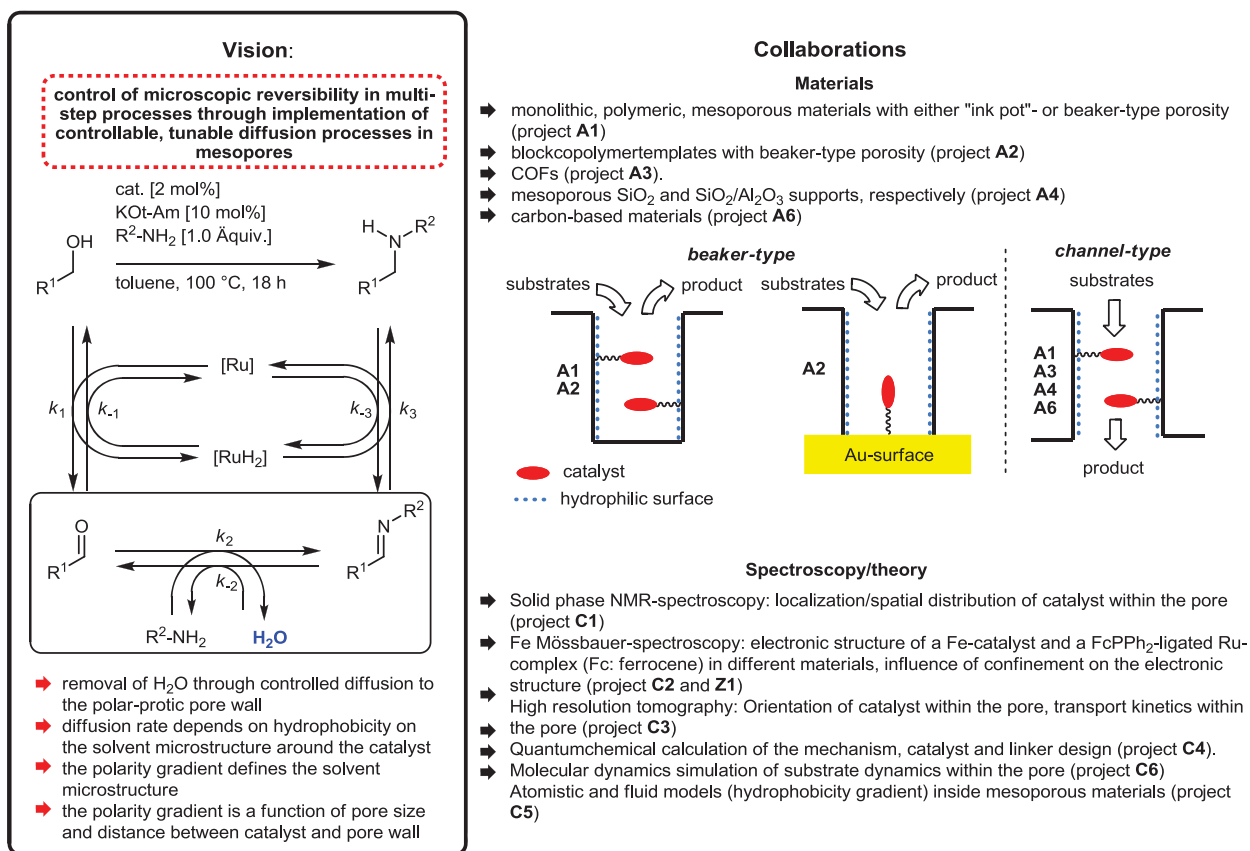 Vision:
control of microscopic reversibility in multi-
step processes through implementation of
controllable, tunable diffusion processes in
mesopores
cat. [2 mol%]
KOt-Am [10 mol%]
R²-NH₂ [1.0 Äquiv.]
toluene, 100 °C, 18 h
OH
R¹
H
N
R²
[Ru]
k₁
k₋₁
k₋₃
k₃
[RuH₂]
O
R¹
k₂
k₋₂
N
R²
R¹
R²-NH₂
H₂O
removal of H₂O through controlled diffusion to
the polar-protic pore wall
diffusion rate depends on hydrophobicity on
the solvent microstructure around the catalyst
the polarity gradient defines the solvent
microstructure
the polarity gradient is a function of pore size
and distance between catalyst and pore wall
Collaborations
Materials
monolithic, polymeric, mesoporous materials with either "ink pot"- or beaker-type porosity
(project A1)
blockcopolymertemplates with beaker-type porosity (project A2)
COFs (project A3).
mesoporous SiO₂ and SiO₂/Al₂O₃ supports, respectively (project A4)
carbon-based materials (project A6)
beaker-type
channel-type
substrates
product
substrates
product
substrates
A1
A2
A2
A1
A3
A4
A6
Au-surface
product
catalyst
hydrophilic surface
Spectroscopy/theory
Solid phase NMR-spectroscopy: localization/spatial distribution of catalyst within the pore
(project C1)
Fe Mössbauer-spectroscopy: electronic structure of a Fe-catalyst and a FcPPh₂-ligated Ru-
complex (Fc: ferrocene) in different materials, influence of confinement on the electronic
structure (project C2 and Z1)
High resolution tomography: Orientation of catalyst within the pore, transport kinetics within
the pore (project C3)
Quantumchemical calculation of the mechanism, catalyst and linker design (project C4).
Molecular dynamics simulation of substrate dynamics within the pore (project C6)
Atomistic and fluid models (hydrophobicity gradient) inside mesoporous materials (project
C5)